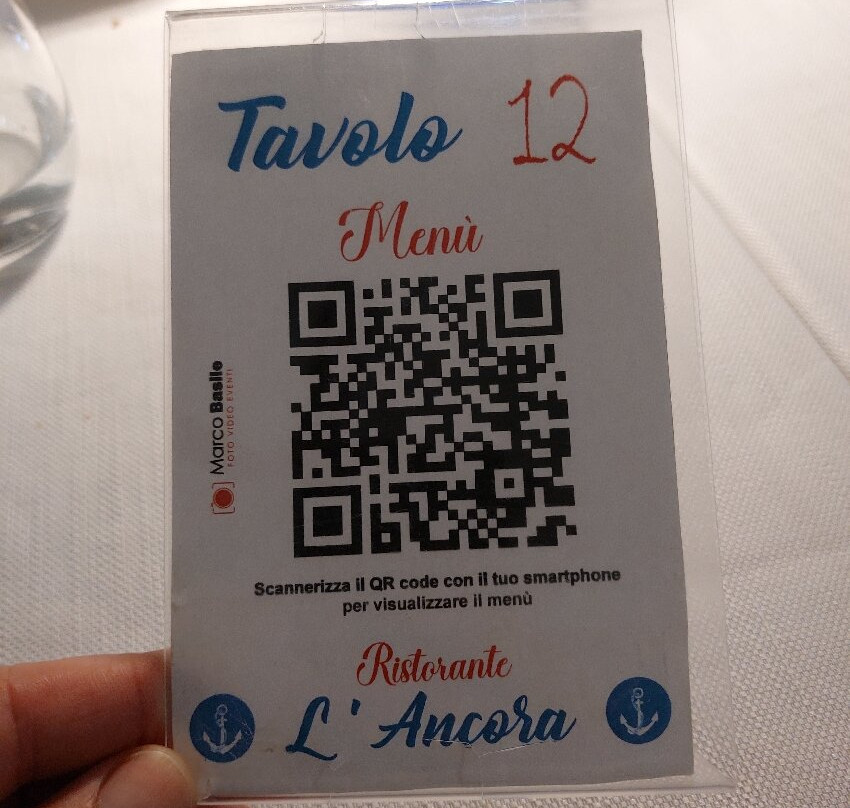 Tavolo 12
Menù
Marco Basile
FOTO VIDEO EVENTI
Scannerizza il QR code con il tuo smartphone
per visualizzare il menù
Ristorante
L' Ancora